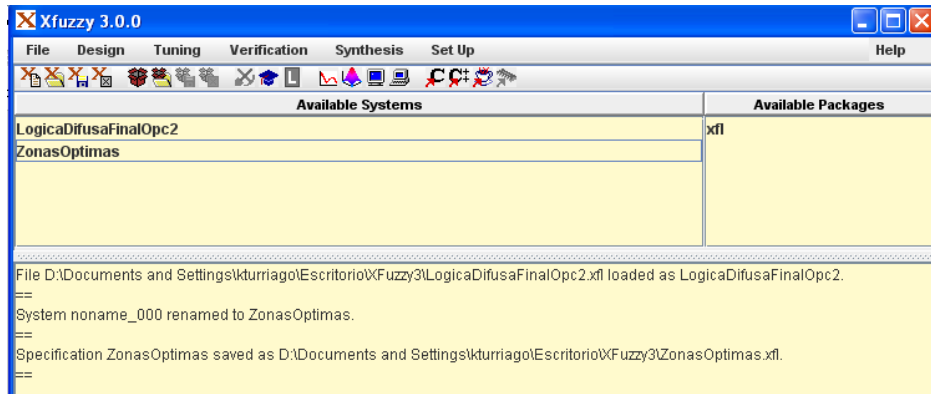 Xfuzzy 3.0.0
File Design Tuning Verification Synthesis Set Up Help
Available Systems Available Packages
LogicaDifusaFinalOpc2 xfl
ZonasOptimas
File D:\Documents and Settings\kturriago\Escritorio\XFuzzy3\LogicaDifusaFinalOpc2.xfl loaded as LogicaDifusaFinalOpc2.
==
System noname_000 renamed to ZonasOptimas.
==
Specification ZonasOptimas saved as D:\Documents and Settings\kturriago\Escritorio\XFuzzy3\ZonasOptimas.xfl.
==